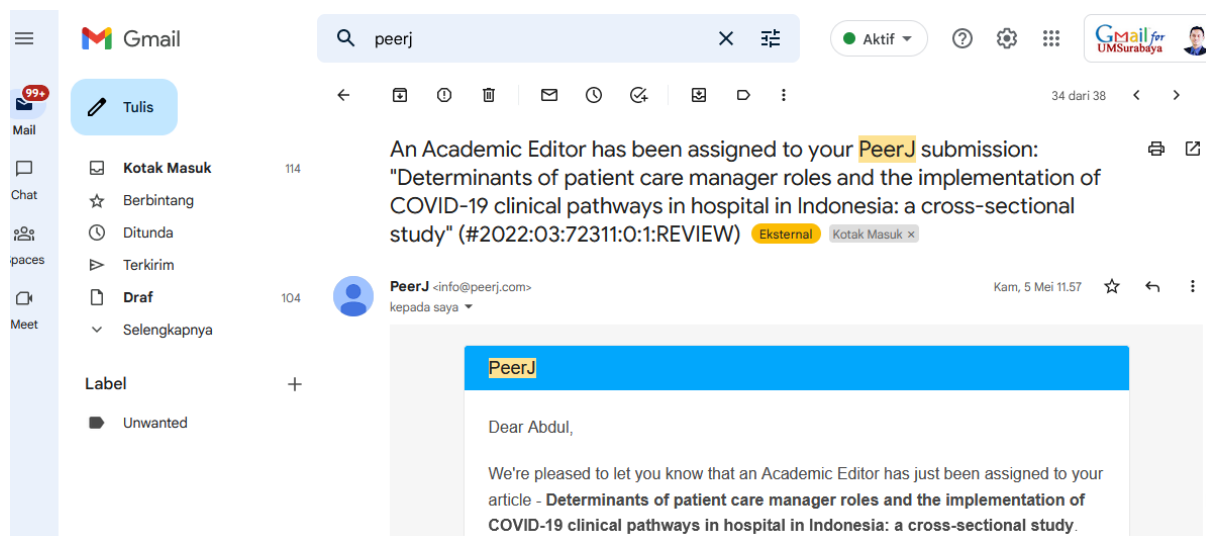 Gmail
peerj
Aktif
GMail for
UMSurabaya
99+
Mail
Chat
paces
Meet
Tulis
Kotak Masuk 114
Berbintang
Ditunda
Terkirim
Draf 104
Selengkapnya
Label
Unwanted
34 dari 38
An Academic Editor has been assigned to your PeerJ submission:
"Determinants of patient care manager roles and the implementation of
COVID-19 clinical pathways in hospital in Indonesia: a cross-sectional
study" (#2022:03:72311:0:1:REVIEW) Eksternal Kotak Masuk ×
PeerJ <info@peerj.com> Kam, 5 Mei 11.57
kepada saya
PeerJ
Dear Abdul,
We're pleased to let you know that an Academic Editor has just been assigned to your
article - Determinants of patient care manager roles and the implementation of
COVID-19 clinical pathways in hospital in Indonesia: a cross-sectional study.